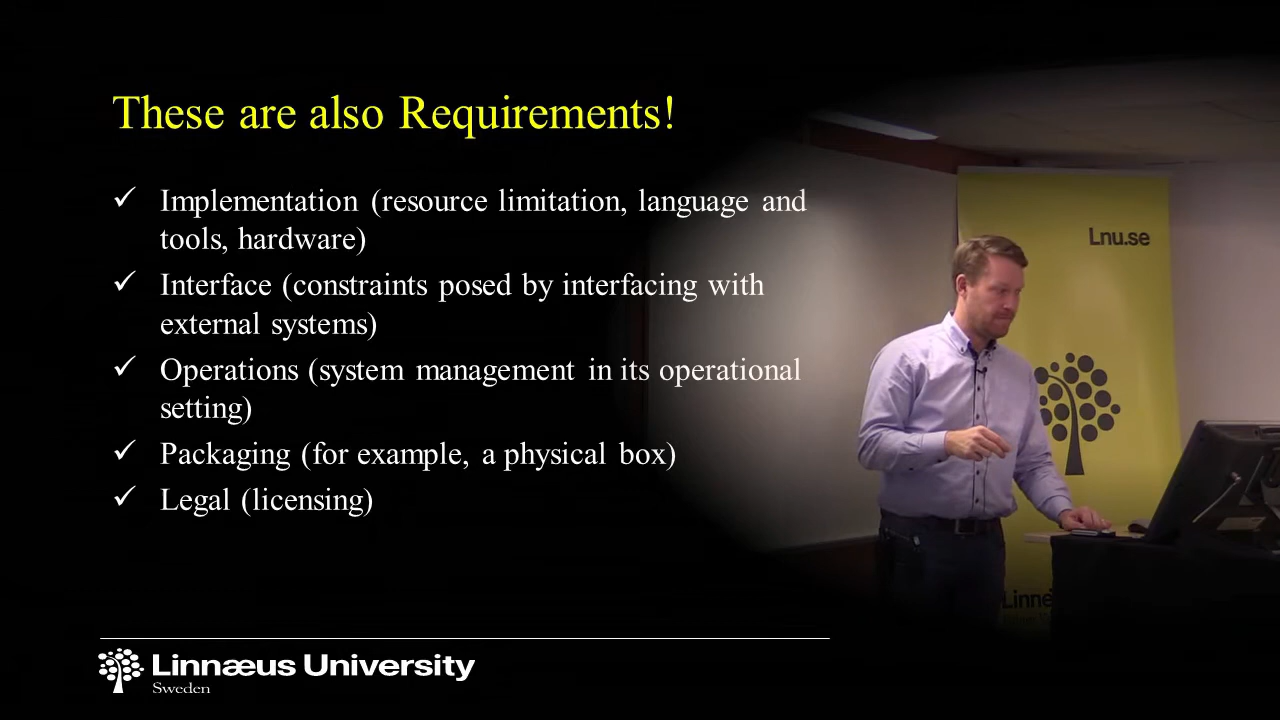 These are also Requirements!
✓ Implementation (resource limitation, language and
tools, hardware)
✓ Interface (constraints posed by interfacing with
external systems)
✓ Operations (system management in its operational
setting)
✓ Packaging (for example, a physical box)
✓ Legal (licensing)
Lnu.se
Linnæus University
Sweden